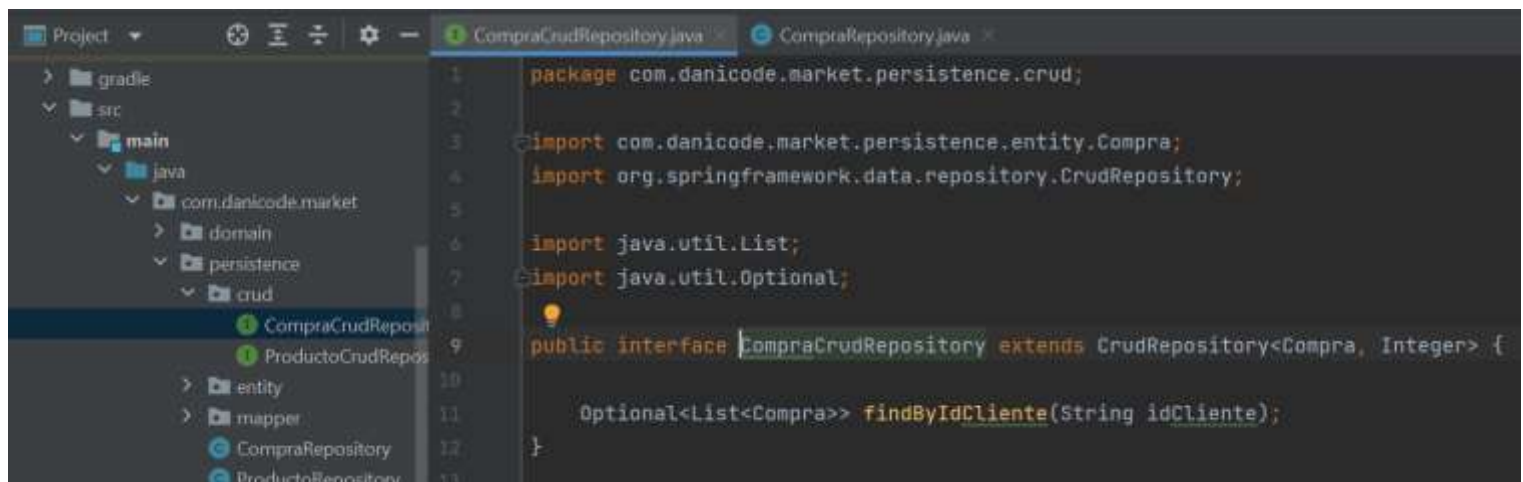 Project
CompraCrudRepository.java
CompraRepository.java
gradle
src
main
java
com.danicode.market
domain
persistence
crud
CompraCrudReposit
ProductoCrudRepos
entity
mapper
CompraRepository
ProductoRepository
1 package com.danicode.market.persistence.crud;
2
3 import com.danicode.market.persistence.entity.Compra;
4 import org.springframework.data.repository.CrudRepository;
5
6 import java.util.List;
7 import java.util.Optional;
8
9 public interface CompraCrudRepository extends CrudRepository<Compra, Integer> {
10
11 Optional<List<Compra>> findByIdCliente(String idCliente);
12 }
13